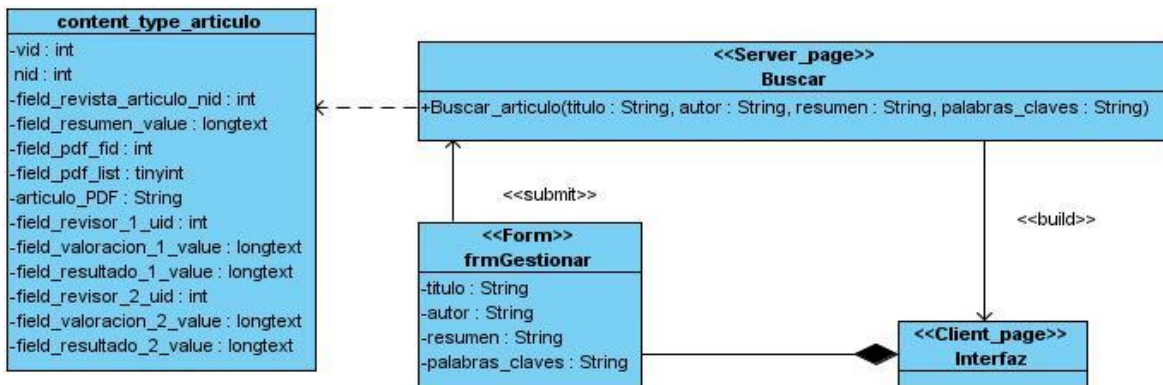 content_type_articulo
-vid : int
nid : int
-field_revista_articulo_nid : int
-field_resumen_value : longtext
-field_pdf_fid : int
-field_pdf_list : tinyint
-articulo_PDF : String
-field_revisor_1_uid : int
-field_valoracion_1_value : longtext
-field_resultado_1_value : longtext
-field_revisor_2_uid : int
-field_valoracion_2_value : longtext
-field_resultado_2_value : longtext
<<Server_page>>
Buscar
+Buscar_articulo(titulo : String, autor : String, resumen : String, palabras_claves : String)
<<submit>>
<<build>>
<<Form>>
frmGestionar
-titulo : String
-autor : String
-resumen : String
-palabras_claves : String
<<Client_page>>
Interfaz